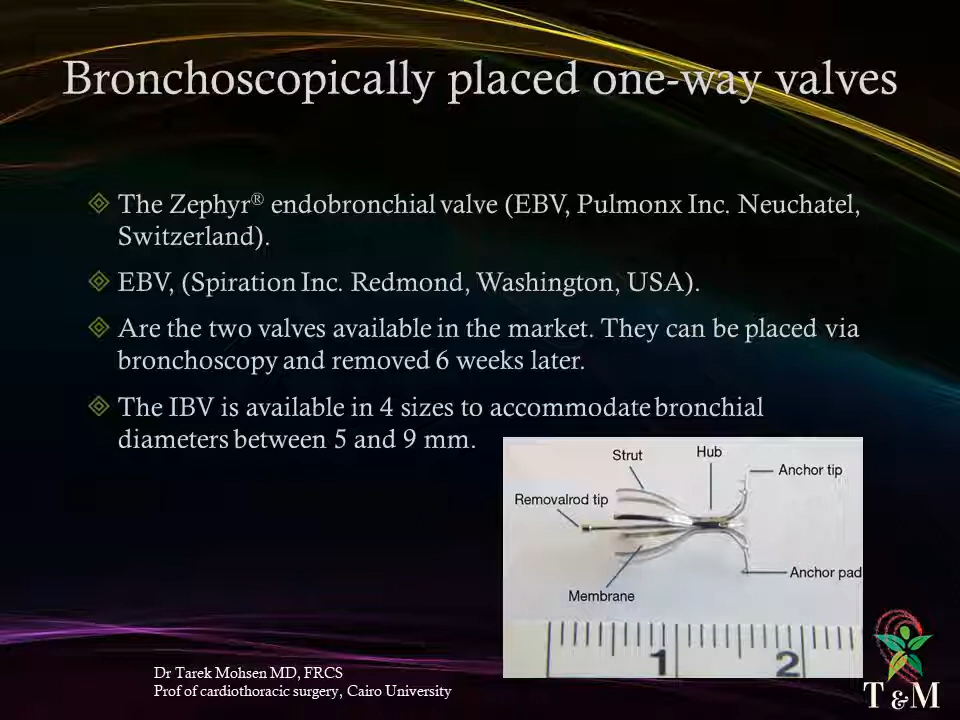 Bronchoscopically placed one-way valves
The Zephyr® endobronchial valve (EBV, Pulmonx Inc. Neuchatel,
Switzerland).
EBV, (Spiration Inc. Redmond, Washington, USA).
Are the two valves available in the market. They can be placed via
bronchoscopy and removed 6 weeks later.
The IBV is available in 4 sizes to accommodate bronchial
diameters between 5 and 9 mm.
Strut
Hub
Anchor tip
Removalrod tip
Anchor pad
Membrane
1
2
Dr Tarek Mohsen MD, FRCS
Prof of cardiothoracic surgery, Cairo University
T & M